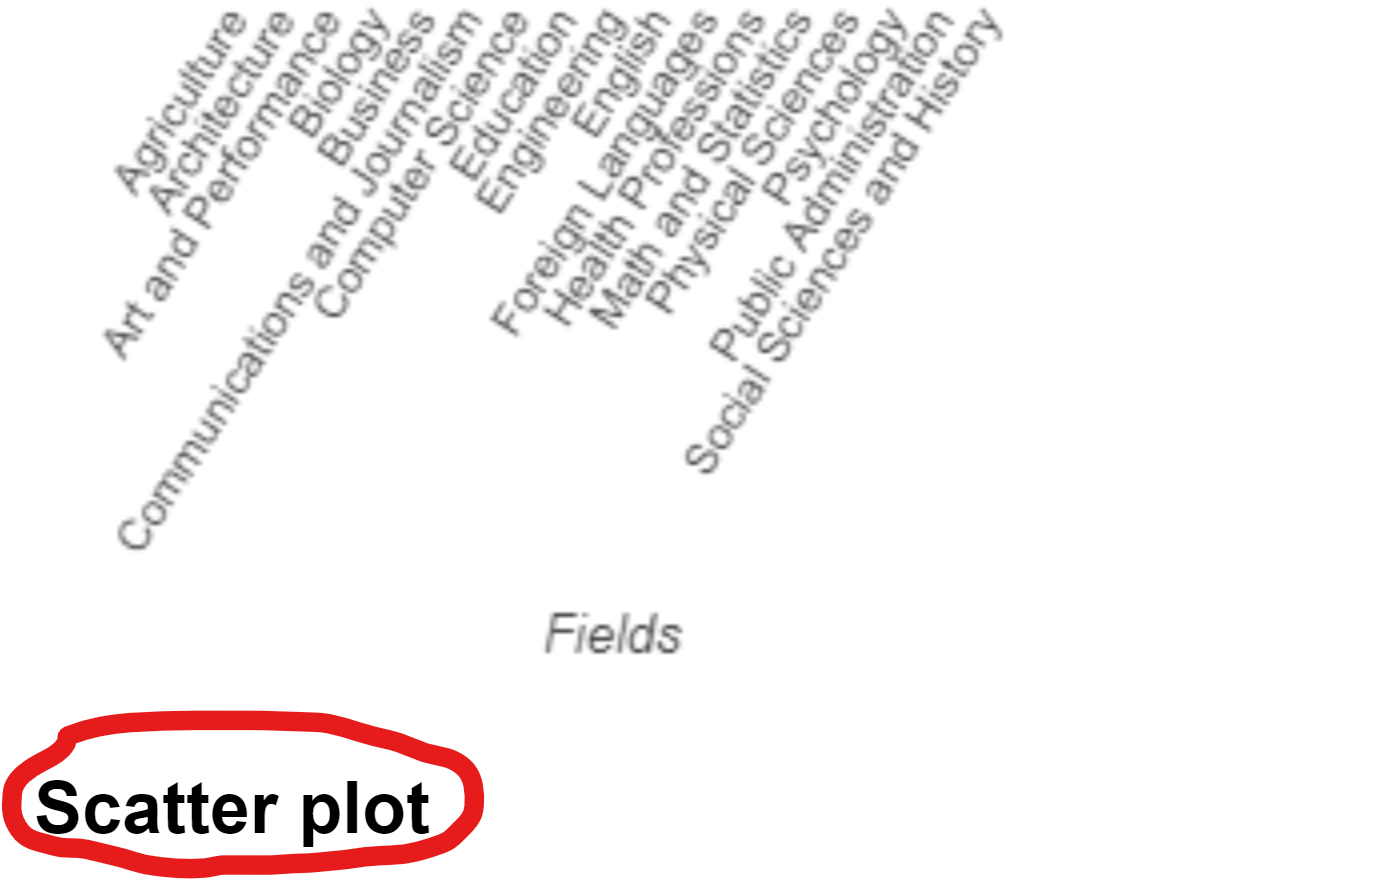 Agriculture
Architecture
Art and Performance
Biology
Business
Communications and Journalism
Computer Science
Education
Engineering
English
Foreign Languages
Health Professions
Math and Statistics
Physical Sciences
Psychology
Public Administration
Social Sciences and History
Fields
Scatter plot